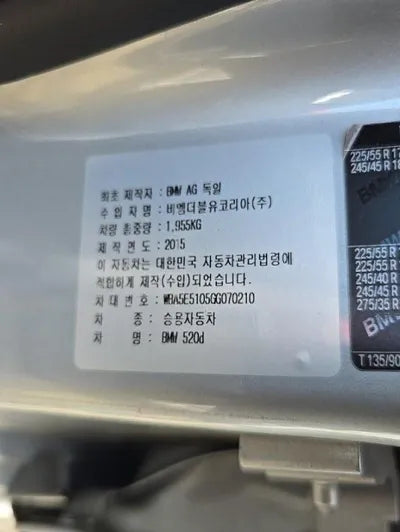 최초 제작자 : BMW AG 독일
수 입 자 명 : 비엠더블유코리아(주)
차량 총중량 : 1,955KG
제 작 연 도 : 2015
이 자동차는 대한민국 자동차관리법령에
적합하게 제작(수입)되었습니다.
차 대 번 호 : WBA5E5105GG070210
차 종 : 승용자동차
차 명 : BMW 520d
225/55 R 17
245/45 R 18
BMW
225/55 R
225/55 R
245/40 R
245/45 R
275/35 R
BMW
T 135/90